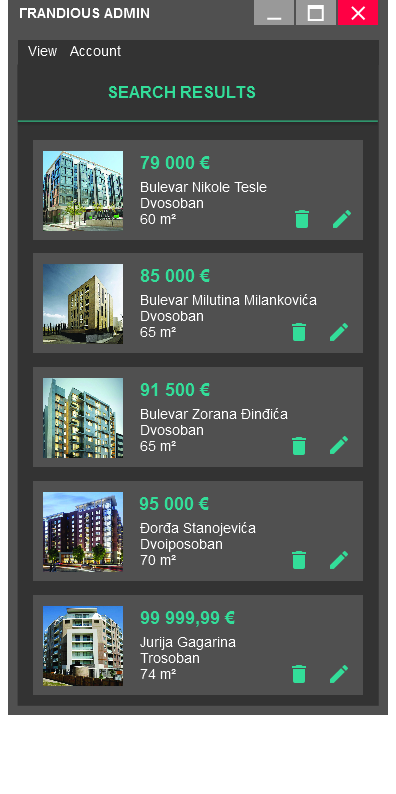 FRANDIOUS ADMIN
View Account
SEARCH RESULTS
79 000 €
Bulevar Nikole Tesle
Dvosoban
60 m²
85 000 €
Bulevar Milutina Milankovića
Dvosoban
65 m²
91 500 €
Bulevar Zorana Đinđića
Dvosoban
65 m²
95 000 €
Đorđa Stanojevića
Dvoiposoban
70 m²
99 999,99 €
Jurija Gagarina
Trosoban
74 m²